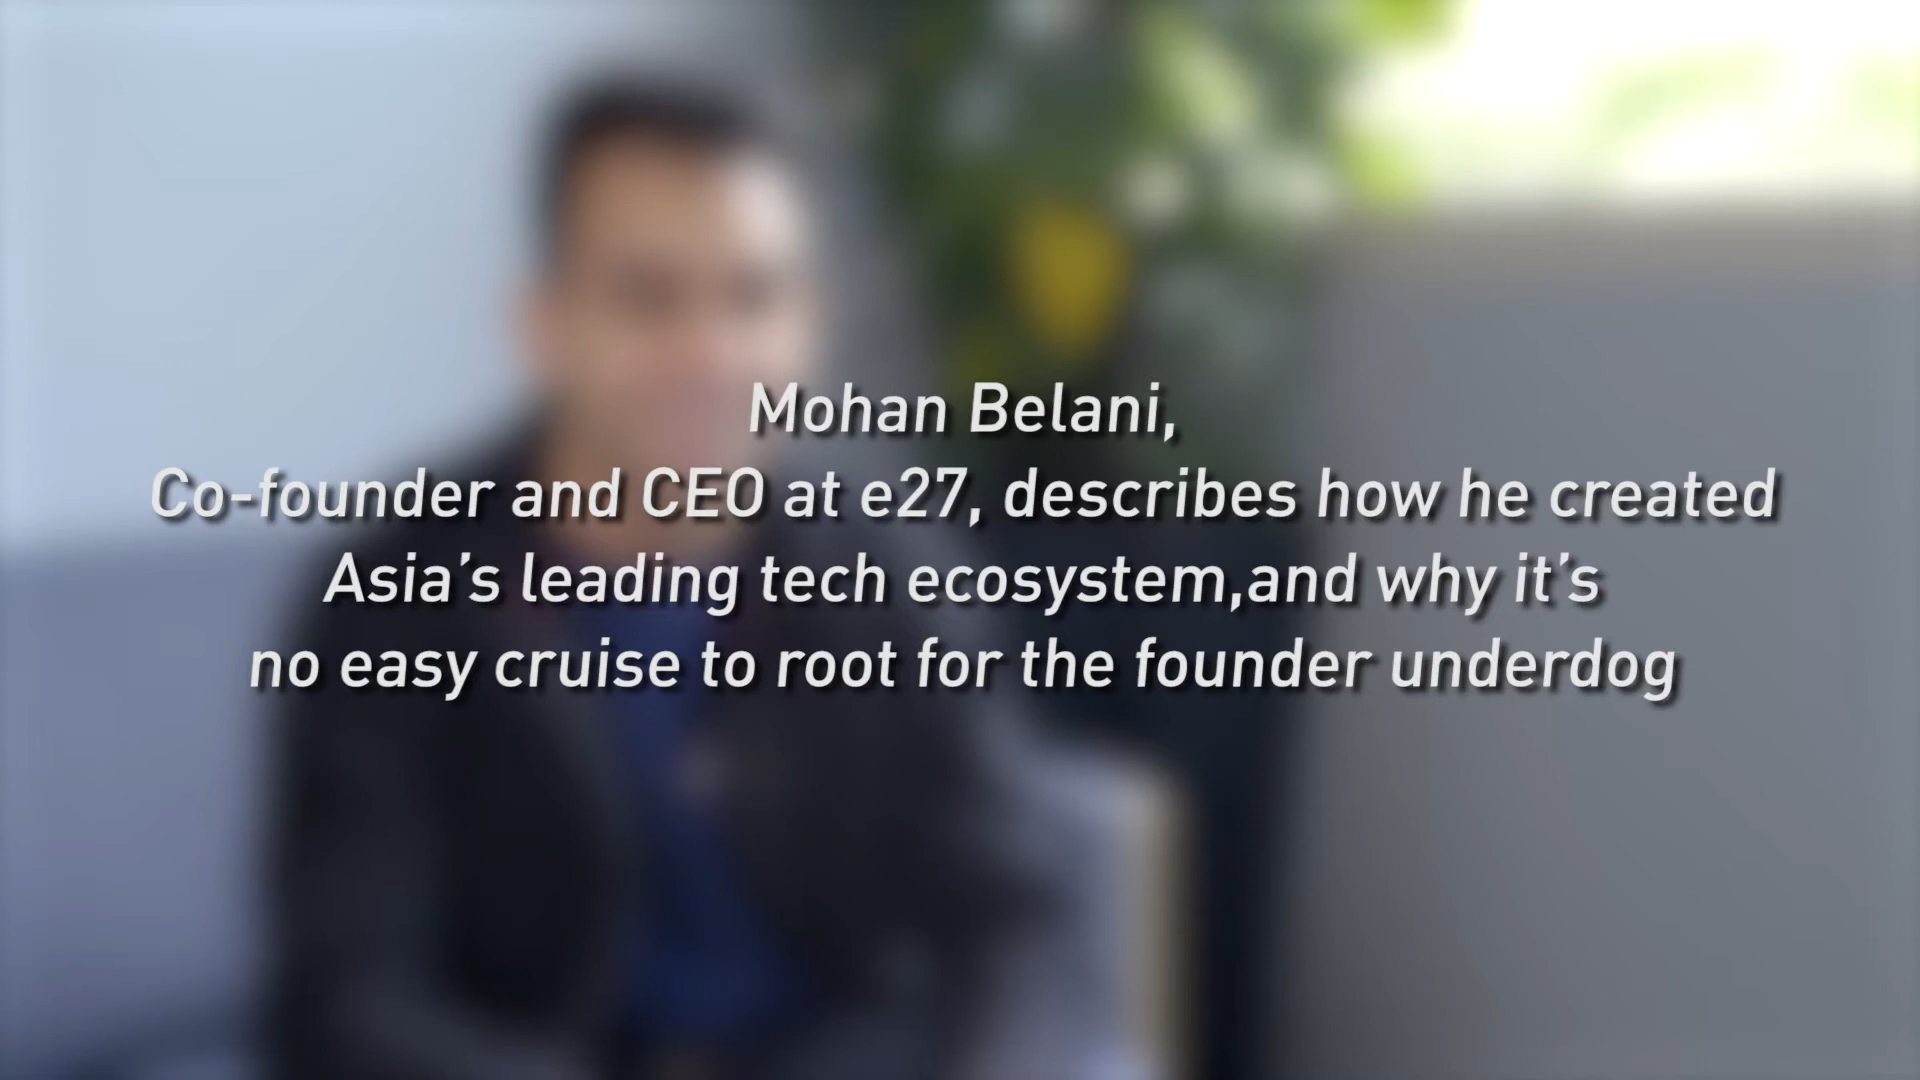 Mohan Belani,
Co-founder and CEO at e27, describes how he created
Asia’s leading tech ecosystem,and why it’s
no easy cruise to root for the founder underdog